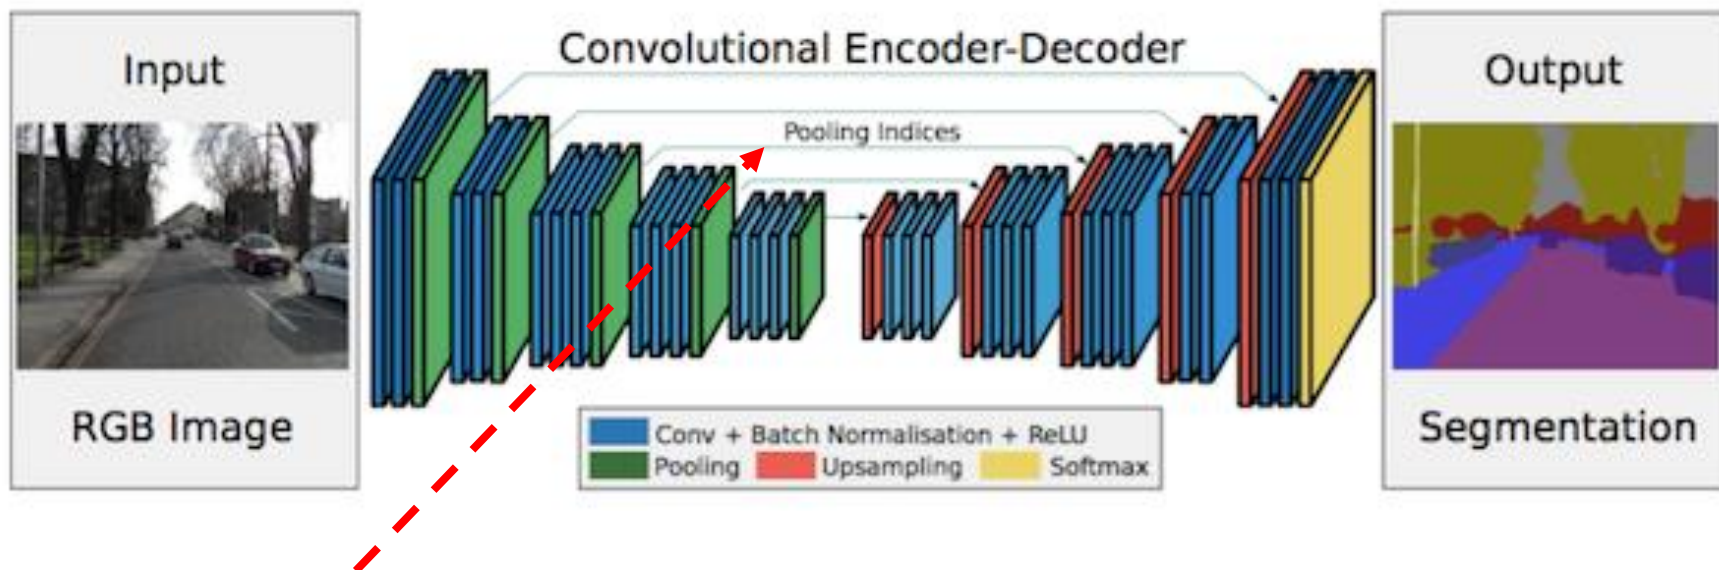 Input
RGB Image
Convolutional Encoder-Decoder
Pooling Indices
Conv + Batch Normalisation + ReLU
Pooling Upsampling Softmax
Output
Segmentation